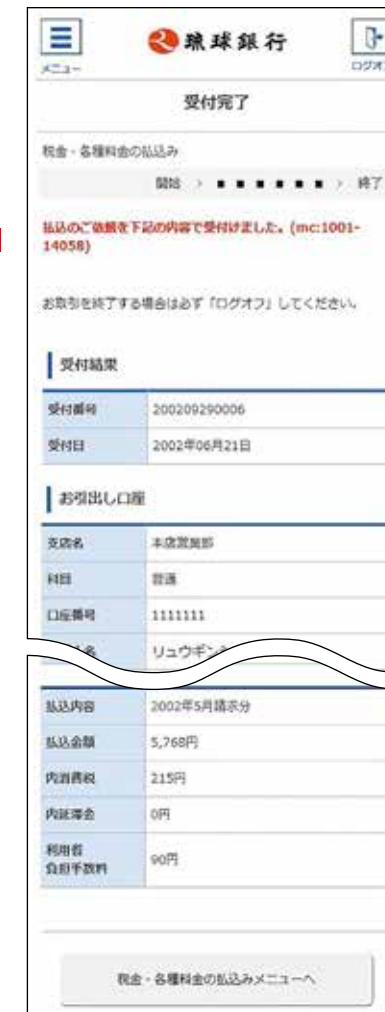 メニュー
琉球銀行
ログオフ
受付完了
税金・各種料金の払込み
開始 > ■ ■ ■ ■ ■ ■ > 終了
払込のご依頼を下記の内容で受付けました。(mc:1001-
14058)
お取引を終了する場合は必ず「ログオフ」してください。
受付結果
受付番号 200209290006
受付日 2002年06月21日
お引出し口座
支店名 本店営業部
科目 普通
口座番号 1111111
リュウギン
払込内容 2002年5月請求分
払込金額 5,768円
内消費税 215円
内延滞金 0円
利用者
負担手数料 90円
税金・各種料金の払込みメニューへ